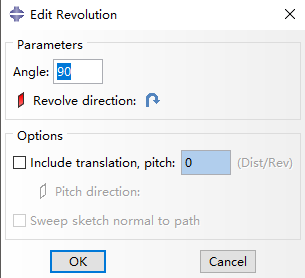 Edit Revolution
Parameters
Angle: 90
Revolve direction:
Options
Include translation, pitch: 0 (Dist/Rev)
Pitch direction:
Sweep sketch normal to path
OK Cancel